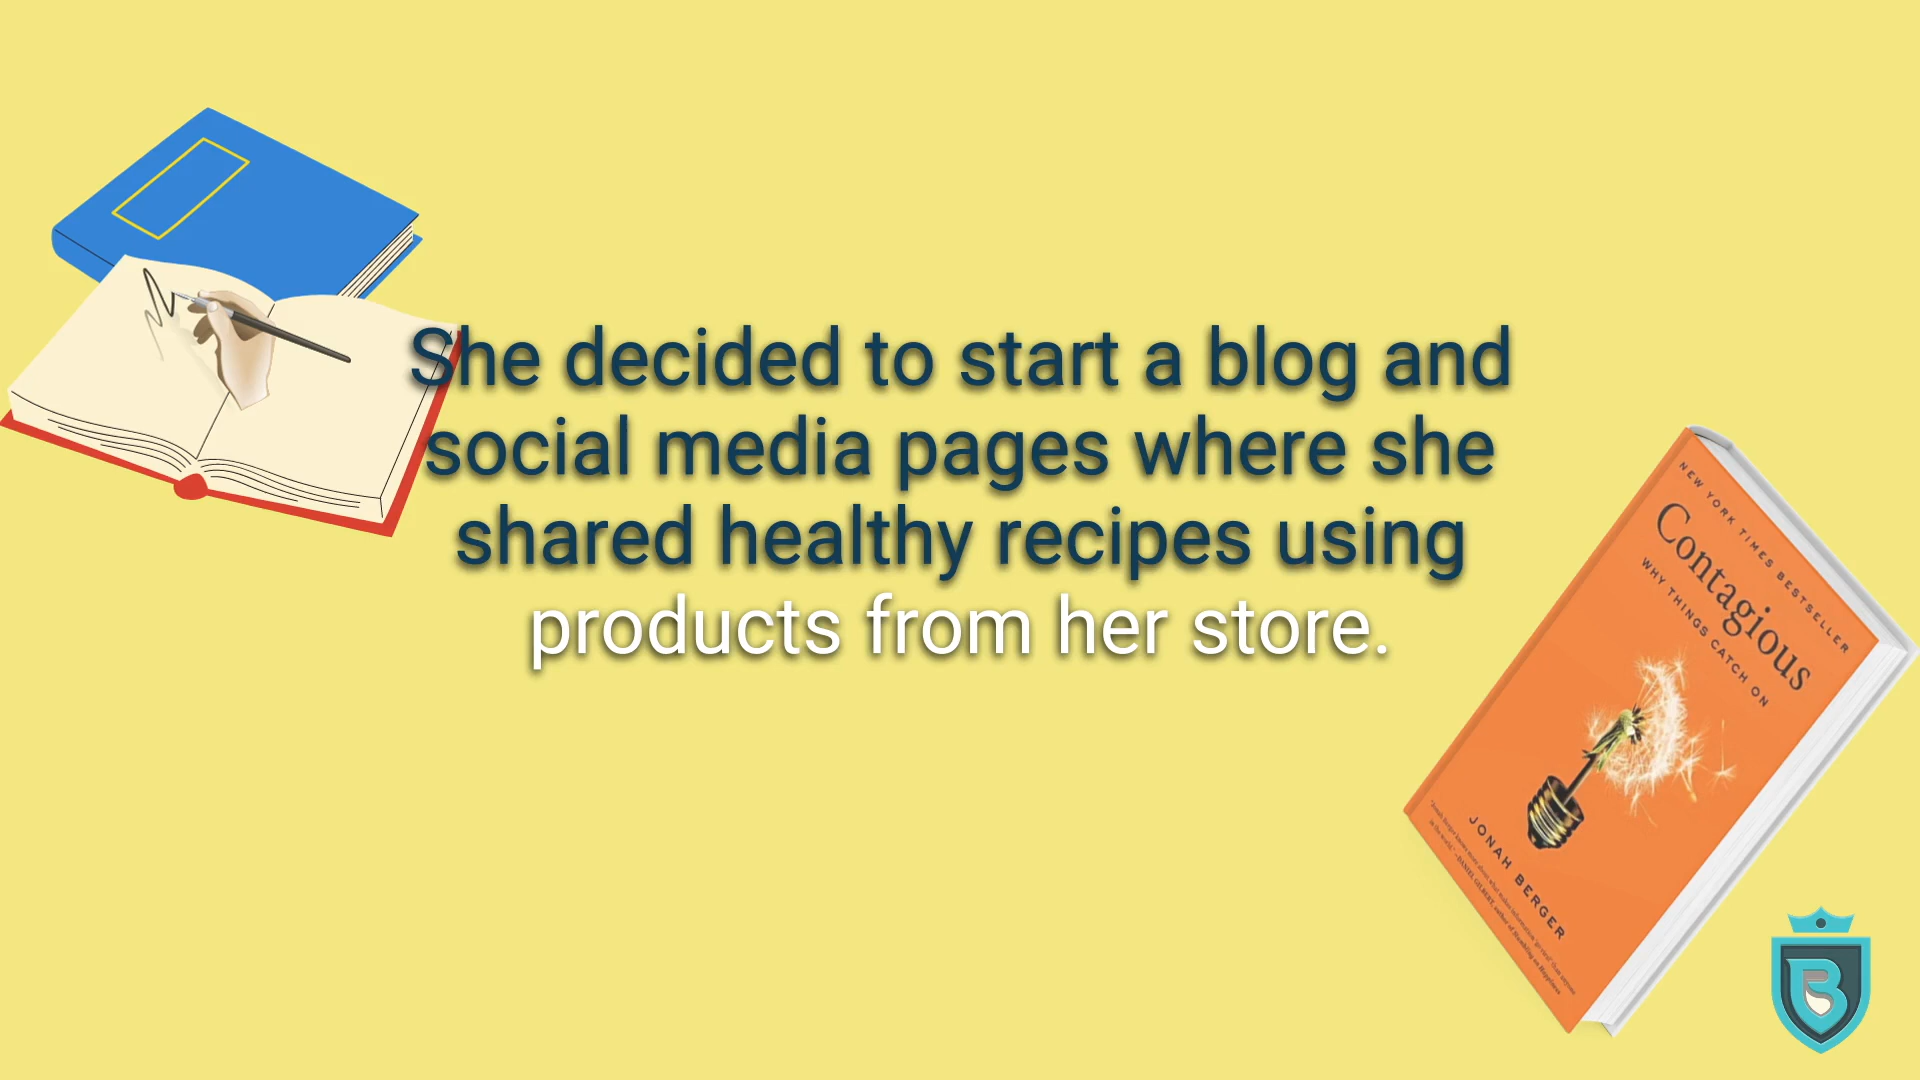 She decided to start a blog and
social media pages where she
shared healthy recipes using
products from her store.
NEW YORK TIMES BESTSELLER
Contagious
WHY THINGS CATCH ON
JONAH BERGER
B